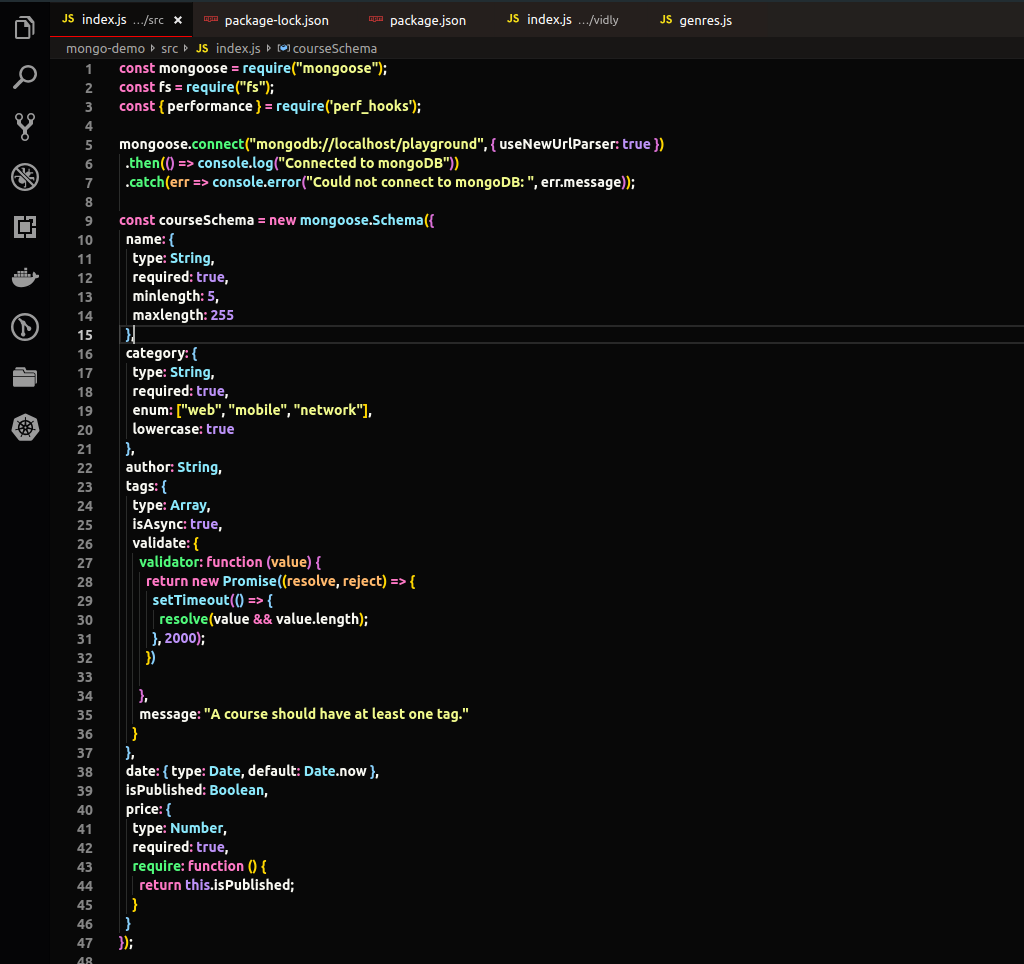 JS index.js .../src × package-lock.json package.json JS index.js .../vidly JS genres.js
mongo-demo src JS index.js courseSchema
1 const mongoose = require("mongoose");
2 const fs = require("fs");
3 const { performance } = require('perf_hooks');
4
5 mongoose.connect("mongodb://localhost/playground", { useNewUrlParser: true })
6 .then(() => console.log("Connected to mongoDB"))
7 .catch(err => console.error("Could not connect to mongoDB: ", err.message));
8
9 const courseSchema = new mongoose.Schema({
10 name: {
11 type: String,
12 required: true,
13 minlength: 5,
14 maxlength: 255
15 },
16 category: {
17 type: String,
18 required: true,
19 enum: ["web", "mobile", "network"],
20 lowercase: true
21 },
22 author: String,
23 tags: {
24 type: Array,
25 isAsync: true,
26 validate: {
27 validator: function (value) {
28 return new Promise((resolve, reject) => {
29 setTimeout(() => {
30 resolve(value && value.length);
31 }, 2000);
32 })
33
34 },
35 message: "A course should have at least one tag."
36 }
37 },
38 date: { type: Date, default: Date.now },
39 isPublished: Boolean,
40 price: {
41 type: Number,
42 required: true,
43 require: function () {
44 return this.isPublished;
45 }
46 }
47 });
48